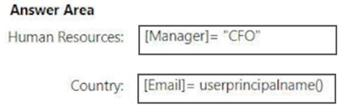 Answer Area
Human Resources: [Manager]= "CFO"
Country: [Email]= userprincipalname()